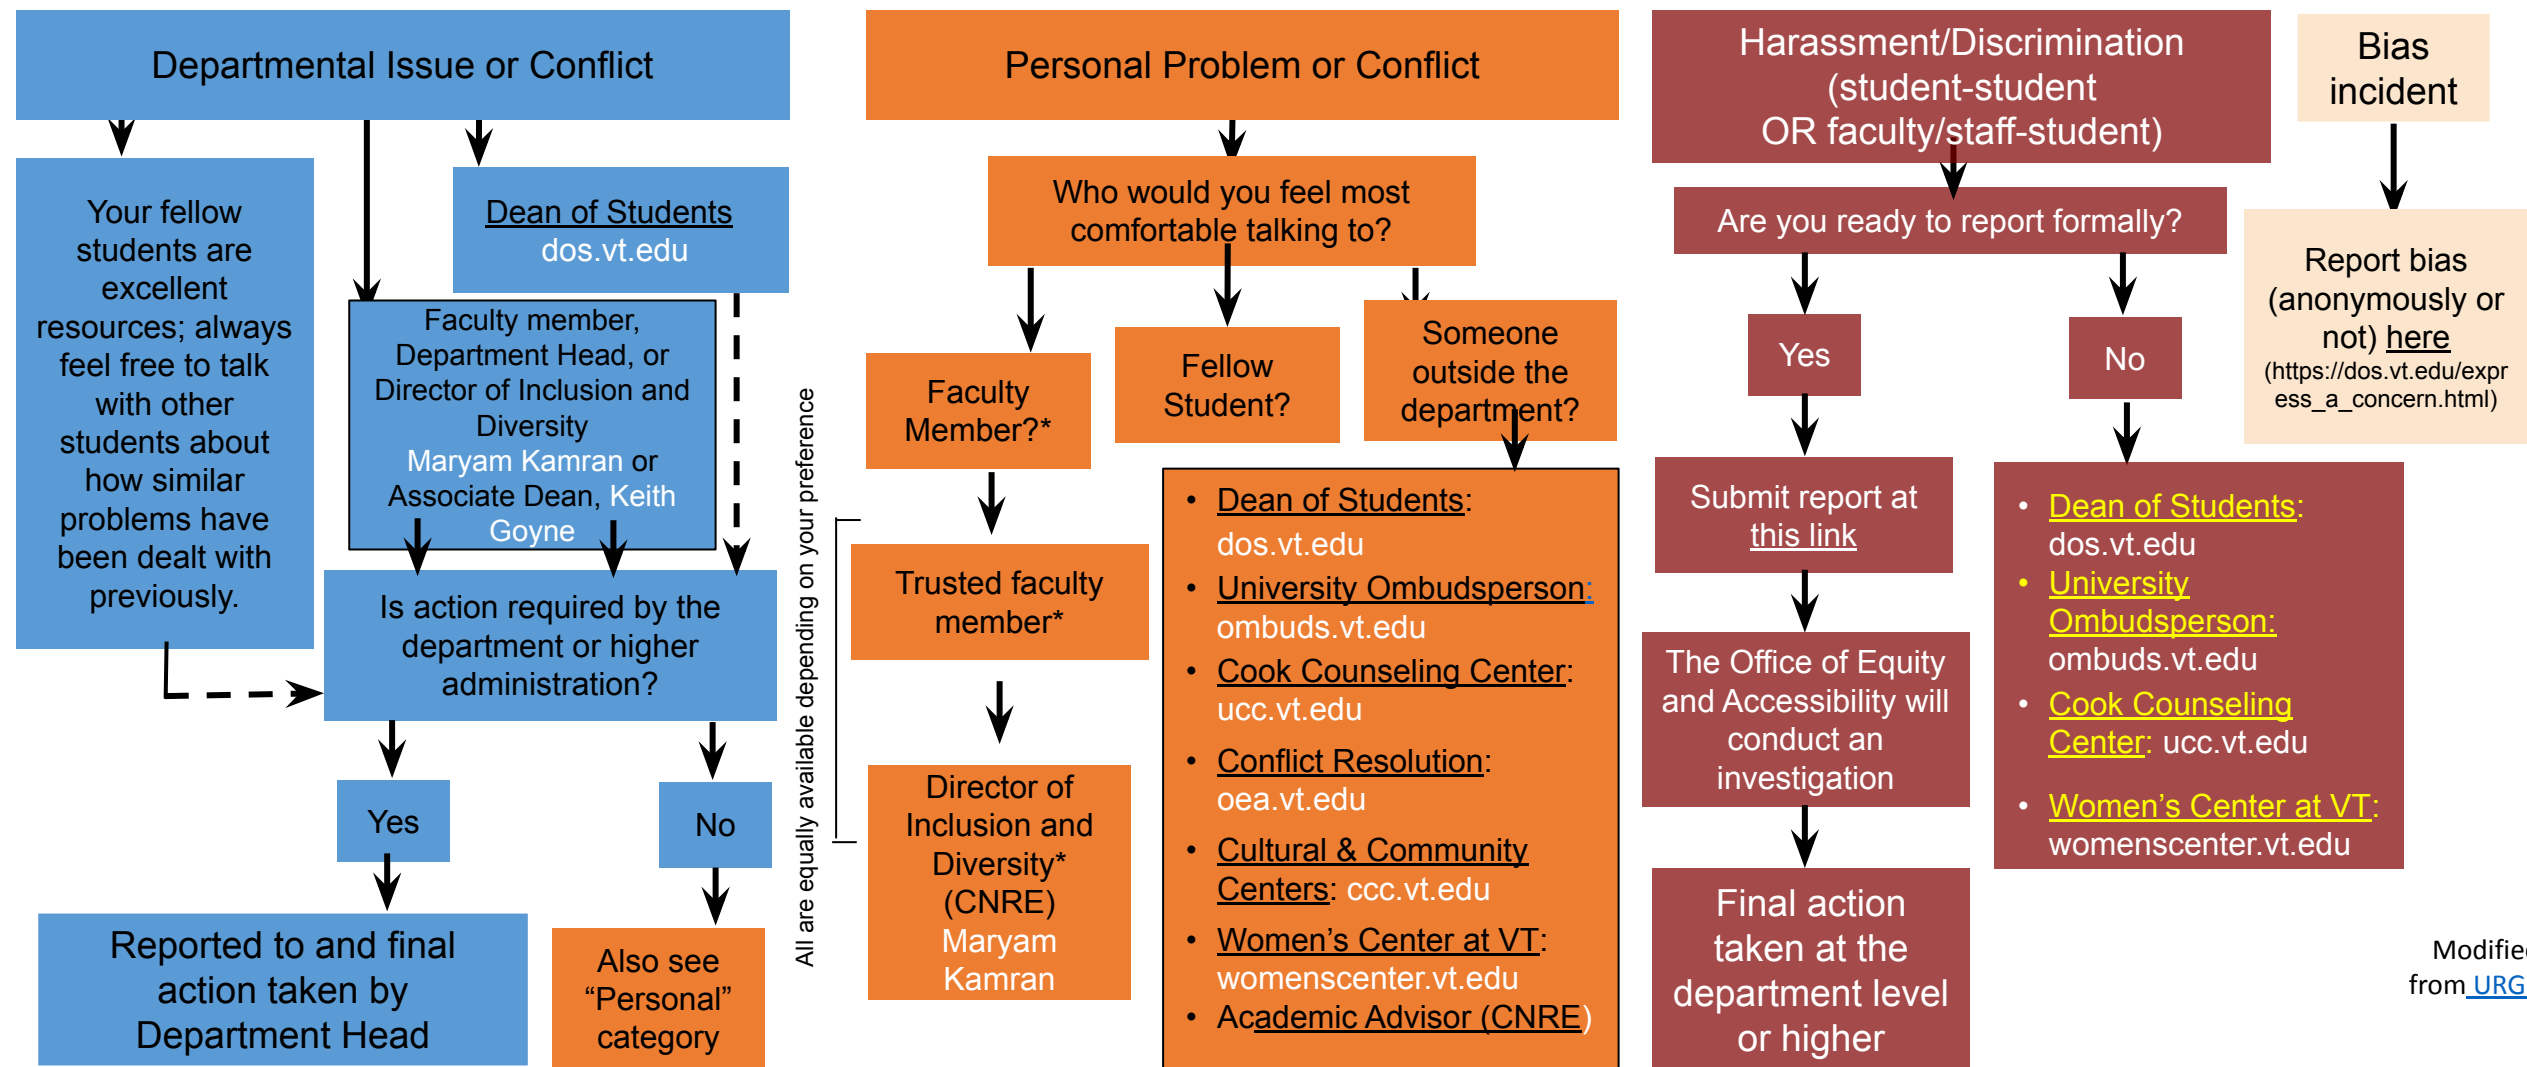 Departmental Issue or Conflict
Your fellow
students are
excellent
resources; always
feel free to talk
with other
students about
how similar
problems have
been dealt with
previously.
Dean of Students
dos.vt.edu
Faculty member,
Department Head, or
Director of Inclusion and
Diversity
Maryam Kamran or
Associate Dean, Keith
Goyne
Is action required by the
department or higher
administration?
Yes
No
Reported to and final
action taken by
Department Head
Also see
“Personal”
category
Personal Problem or Conflict
Who would you feel most
comfortable talking to?
Faculty
Member?*
Fellow
Student?
Someone
outside the
department?
All are equally available depending on your preference
Trusted faculty
member*
Director of
Inclusion and
Diversity*
(CNRE)
Maryam
Kamran
• Dean of Students:
dos.vt.edu
• University Ombudsperson:
ombuds.vt.edu
• Cook Counseling Center:
ucc.vt.edu
• Conflict Resolution:
oea.vt.edu
• Cultural & Community
Centers: ccc.vt.edu
• Women’s Center at VT:
womenscenter.vt.edu
• Academic Advisor (CNRE)
Harassment/Discrimination
(student-student
OR faculty/staff-student)
Are you ready to report formally?
Yes
No
Submit report at
this link
The Office of Equity
and Accessibility will
conduct an
investigation
Final action
taken at the
department level
or higher
• Dean of Students:
dos.vt.edu
• University
Ombudsperson:
ombuds.vt.edu
• Cook Counseling
Center: ucc.vt.edu
• Women’s Center at VT:
womenscenter.vt.edu
Bias
incident
Report bias
(anonymously or
not) here
(https://dos.vt.edu/expr
ess_a_concern.html)
Modified
from URG